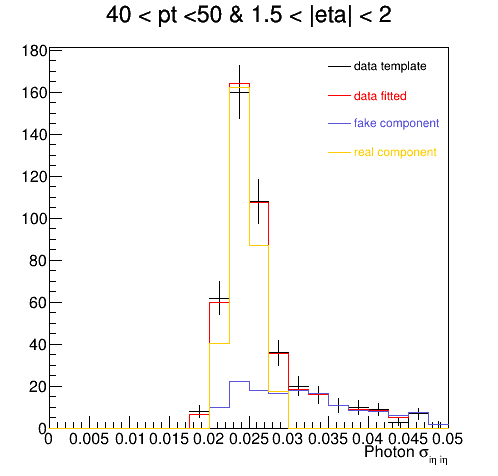 40 < pt <50 & 1.5 < |eta| < 2
180
160
140
120
100
80
60
40
20
0
data template
data fitted
fake component
real component
0 0.005 0.01 0.015 0.02 0.025 0.03 0.035 0.04 0.045 0.05
Photon σiη iη